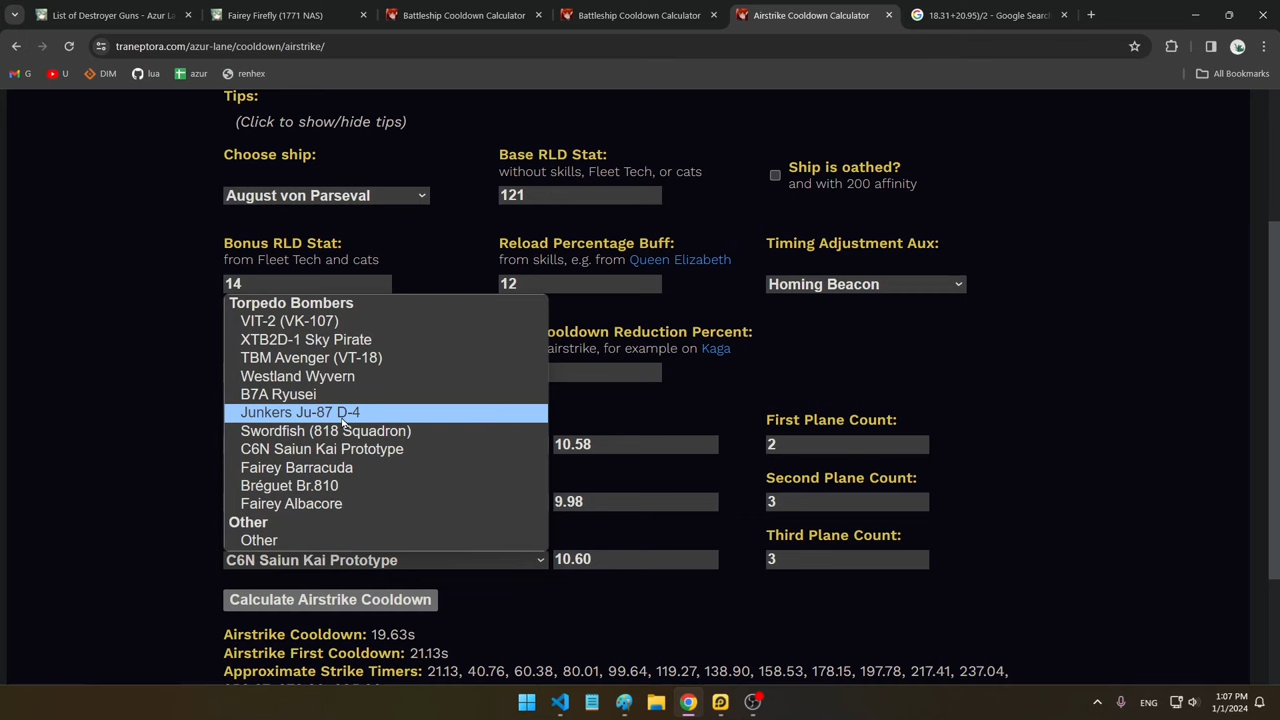 List of Destroyer Guns - Azur La
Fairey Firefly (1771 NAS)
Battleship Cooldown Calculator
Battleship Cooldown Calculator
Airstrike Cooldown Calculator
18.31+20.95)/2 - Google Search
traneptora.com/azur-lane/cooldown/airstrike/
G U DIM lua azur renhex All Bookmarks
Tips:
(Click to show/hide tips)
Choose ship:
August von Parseval
Base RLD Stat:
without skills, Fleet Tech, or cats
121
Ship is oathed?
and with 200 affinity
Bonus RLD Stat:
from Fleet Tech and cats
14
Reload Percentage Buff:
from skills, e.g. from Queen Elizabeth
12
Timing Adjustment Aux:
Homing Beacon
Torpedo Bombers
VIT-2 (VK-107)
XTB2D-1 Sky Pirate
TBM Avenger (VT-18)
Westland Wyvern
B7A Ryusei
Junkers Ju-87 D-4
Swordfish (818 Squadron)
C6N Saiun Kai Prototype
Fairey Barracuda
Bréguet Br.810
Fairey Albacore
Other
Other
ooldown Reduction Percent:
airstrike, for example on Kaga
10.58
First Plane Count:
2
9.98
Second Plane Count:
3
C6N Saiun Kai Prototype
10.60
Third Plane Count:
3
Calculate Airstrike Cooldown
Airstrike Cooldown: 19.63s
Airstrike First Cooldown: 21.13s
Approximate Strike Timers: 21.13, 40.76, 60.38, 80.01, 99.64, 119.27, 138.90, 158.53, 178.15, 197.78, 217.41, 237.04,
ENG
1:07 PM
1/1/2024